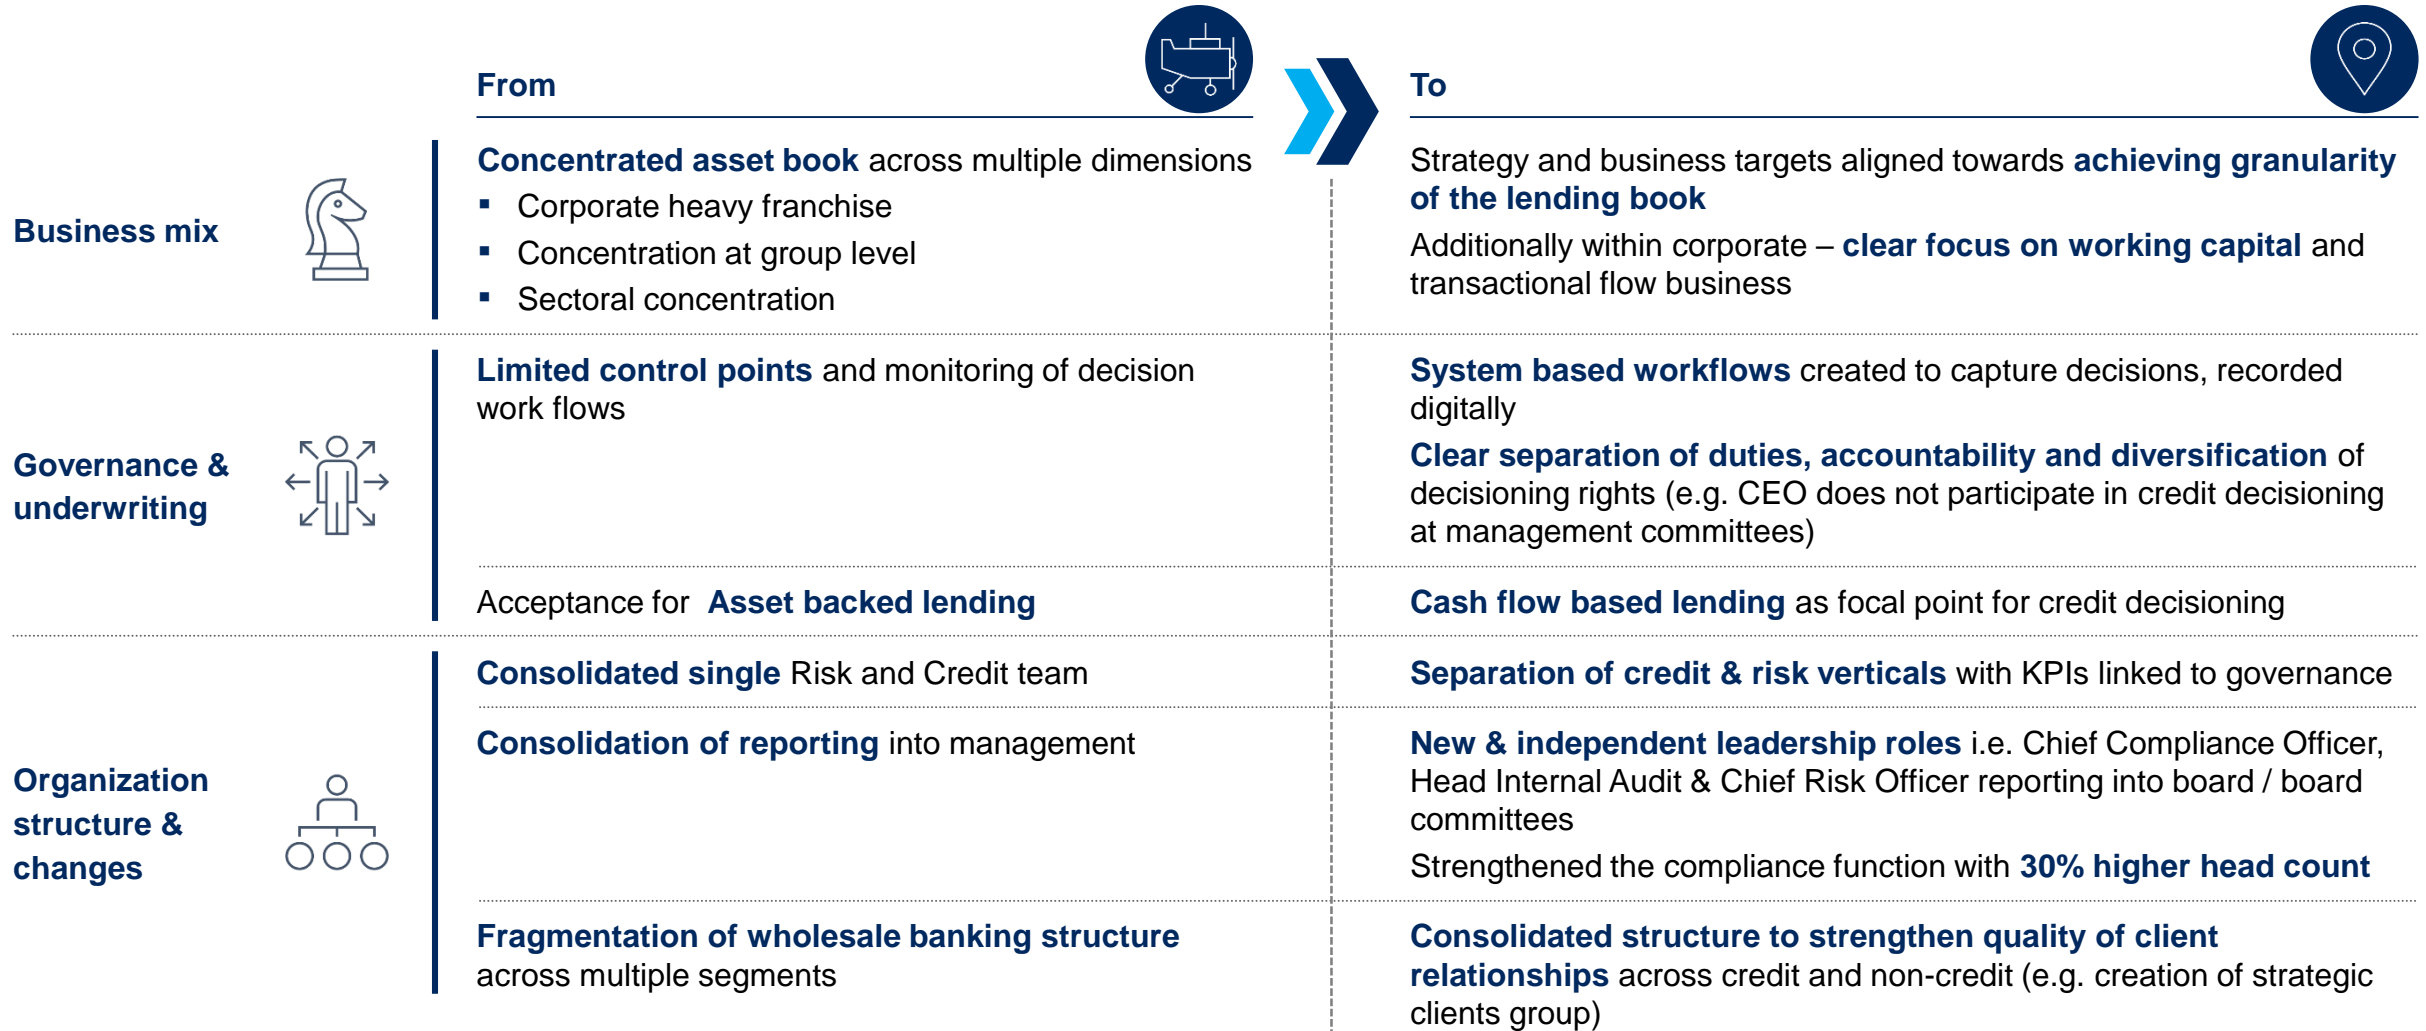 From
To
Business mix
Concentrated asset book across multiple dimensions
▪ Corporate heavy franchise
▪ Concentration at group level
▪ Sectoral concentration
Strategy and business targets aligned towards achieving granularity
of the lending book
Additionally within corporate – clear focus on working capital and
transactional flow business
Governance &
underwriting
Limited control points and monitoring of decision
work flows
System based workflows created to capture decisions, recorded
digitally
Clear separation of duties, accountability and diversification of
decisioning rights (e.g. CEO does not participate in credit decisioning
at management committees)
Acceptance for Asset backed lending
Cash flow based lending as focal point for credit decisioning
Organization
structure &
changes
Consolidated single Risk and Credit team
Separation of credit & risk verticals with KPIs linked to governance
Consolidation of reporting into management
New & independent leadership roles i.e. Chief Compliance Officer,
Head Internal Audit & Chief Risk Officer reporting into board / board
committees
Strengthened the compliance function with 30% higher head count
Fragmentation of wholesale banking structure
across multiple segments
Consolidated structure to strengthen quality of client
relationships across credit and non-credit (e.g. creation of strategic
clients group)